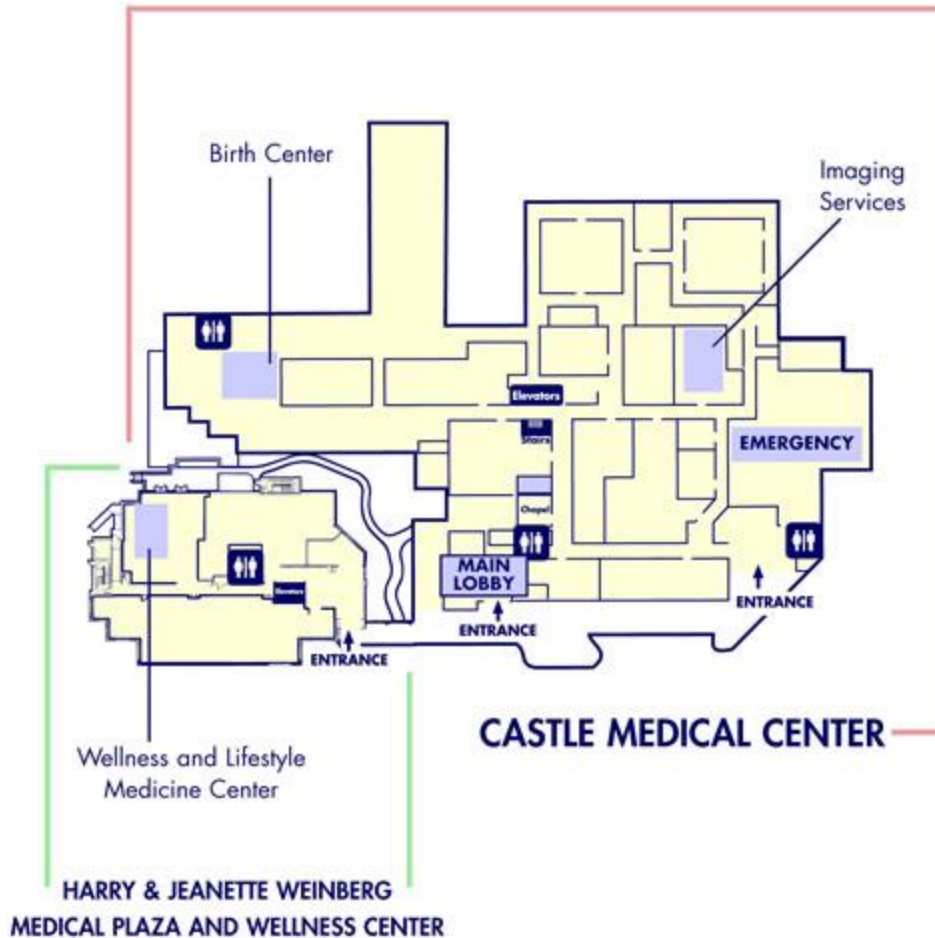 Birth Center
Imaging
Services
Elevators
Stairs
EMERGENCY
Chapel
MAIN
LOBBY
Elevators
ENTRANCE
ENTRANCE
ENTRANCE
CASTLE MEDICAL CENTER
Wellness and Lifestyle
Medicine Center
HARRY & JEANETTE WEINBERG
MEDICAL PLAZA AND WELLNESS CENTER